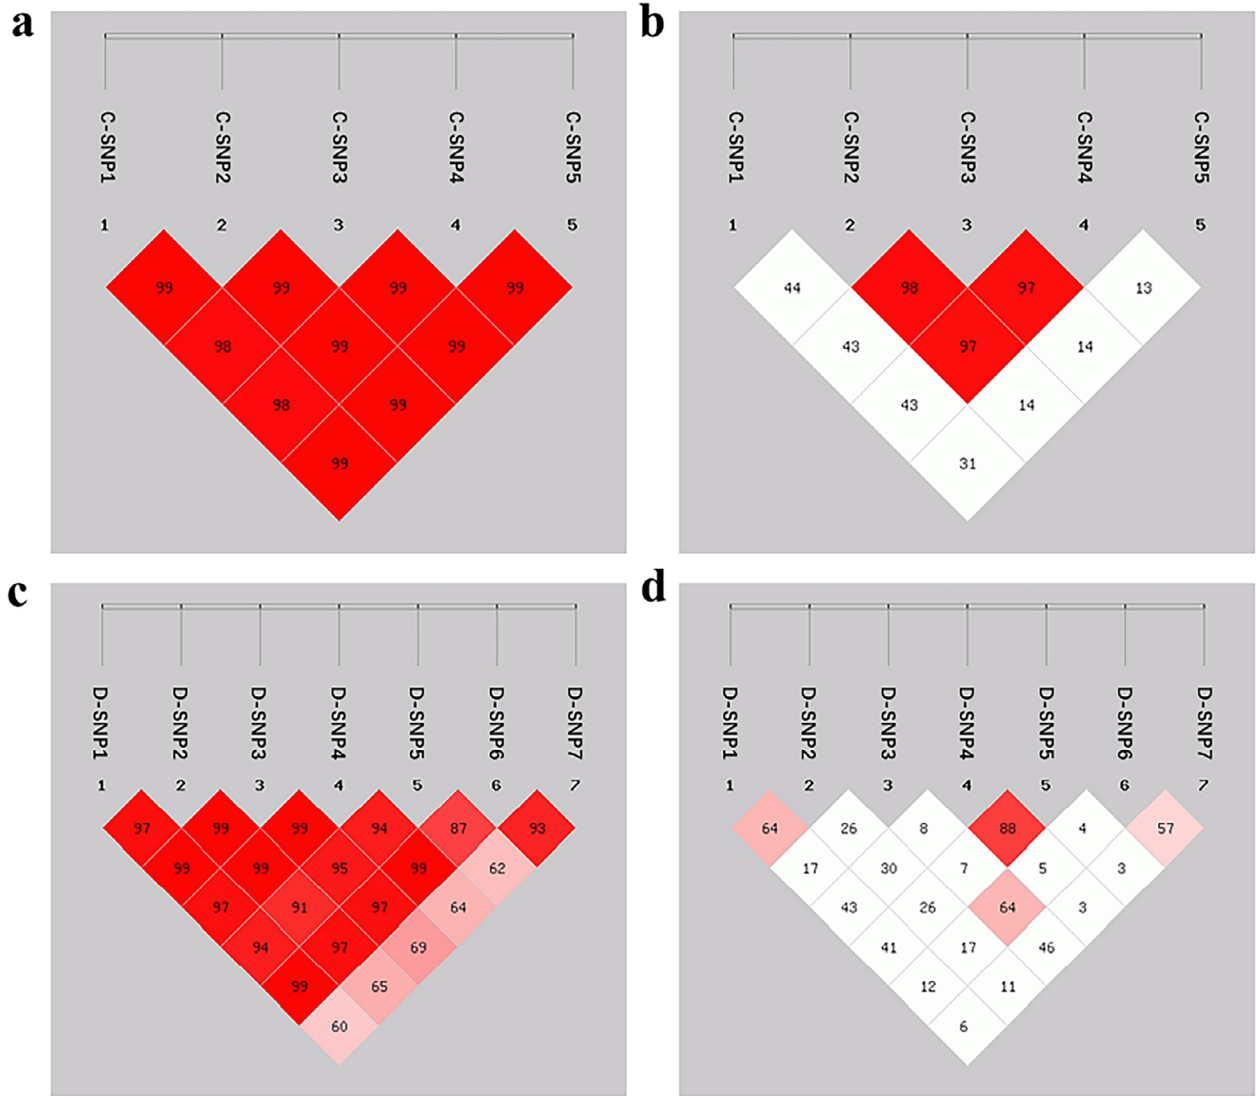 a
C-SNP1 C-SNP2 C-SNP3 C-SNP4 C-SNP5
1 2 3 4 5
99 99 99 99
98 99 99
98 99
99
b
C-SNP1 C-SNP2 C-SNP3 C-SNP4 C-SNP5
1 2 3 4 5
44 98 97 13
43 97 14
43 14
31
c
D-SNP1 D-SNP2 D-SNP3 D-SNP4 D-SNP5 D-SNP6 D-SNP7
1 2 3 4 5 6 7
97 99 99 94 87 93
99 99 95 99 62
97 91 97 64
94 97 69
99 65
60
d
D-SNP1 D-SNP2 D-SNP3 D-SNP4 D-SNP5 D-SNP6 D-SNP7
1 2 3 4 5 6 7
64 26 8 88 4 57
17 30 7 5 3
43 26 64 3
41 17 46
12 11
6